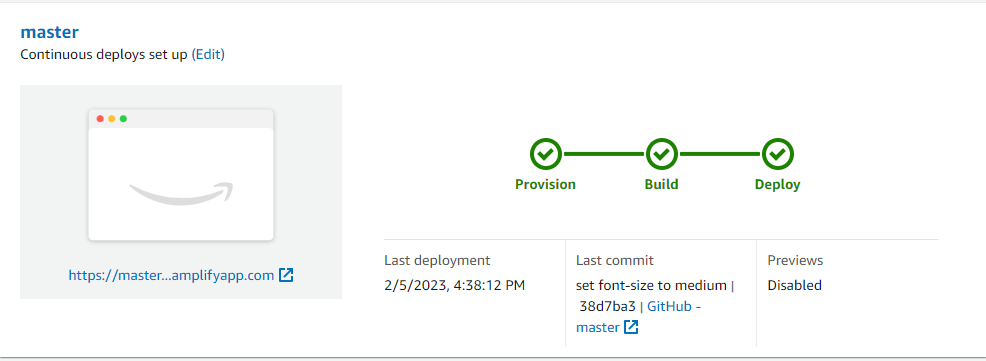 master
Continuous deploys set up (Edit)
https://master...amplifyapp.com
Provision
Build
Deploy
Last deployment
2/5/2023, 4:38:12 PM
Last commit
set font-size to medium |
38d7ba3 | GitHub -
master
Previews
Disabled